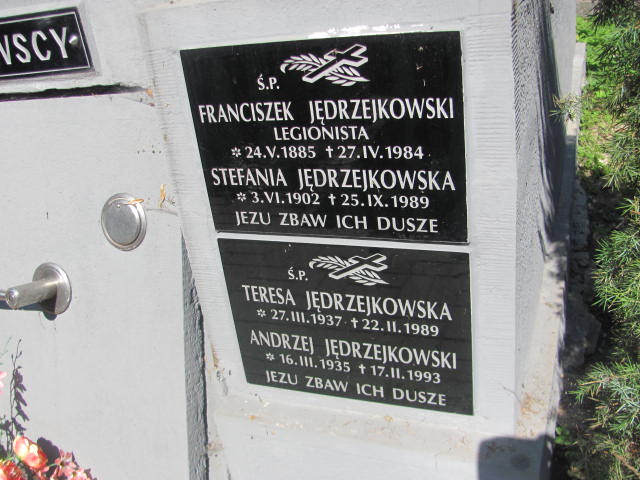 WSCY
Ś.P.
FRANCISZEK JĘDRZEJKOWSKI
LEGIONISTA
* 24.V.1885 † 27.IV.1984
STEFANIA JĘDRZEJKOWSKA
* 3.VI.1902 † 25.IX.1989
JEZU ZBAW ICH DUSZE
Ś.P.
TERESA JĘDRZEJKOWSKA
* 27.III.1937 † 22.II.1989
ANDRZEJ JĘDRZEJKOWSKI
* 16.III.1935 † 17.II.1993
JEZU ZBAW ICH DUSZE